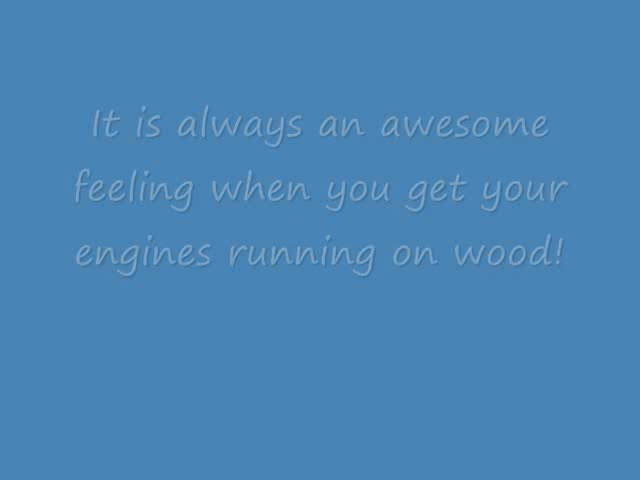 It is always an awesome
feeling when you get your
engines running on wood!